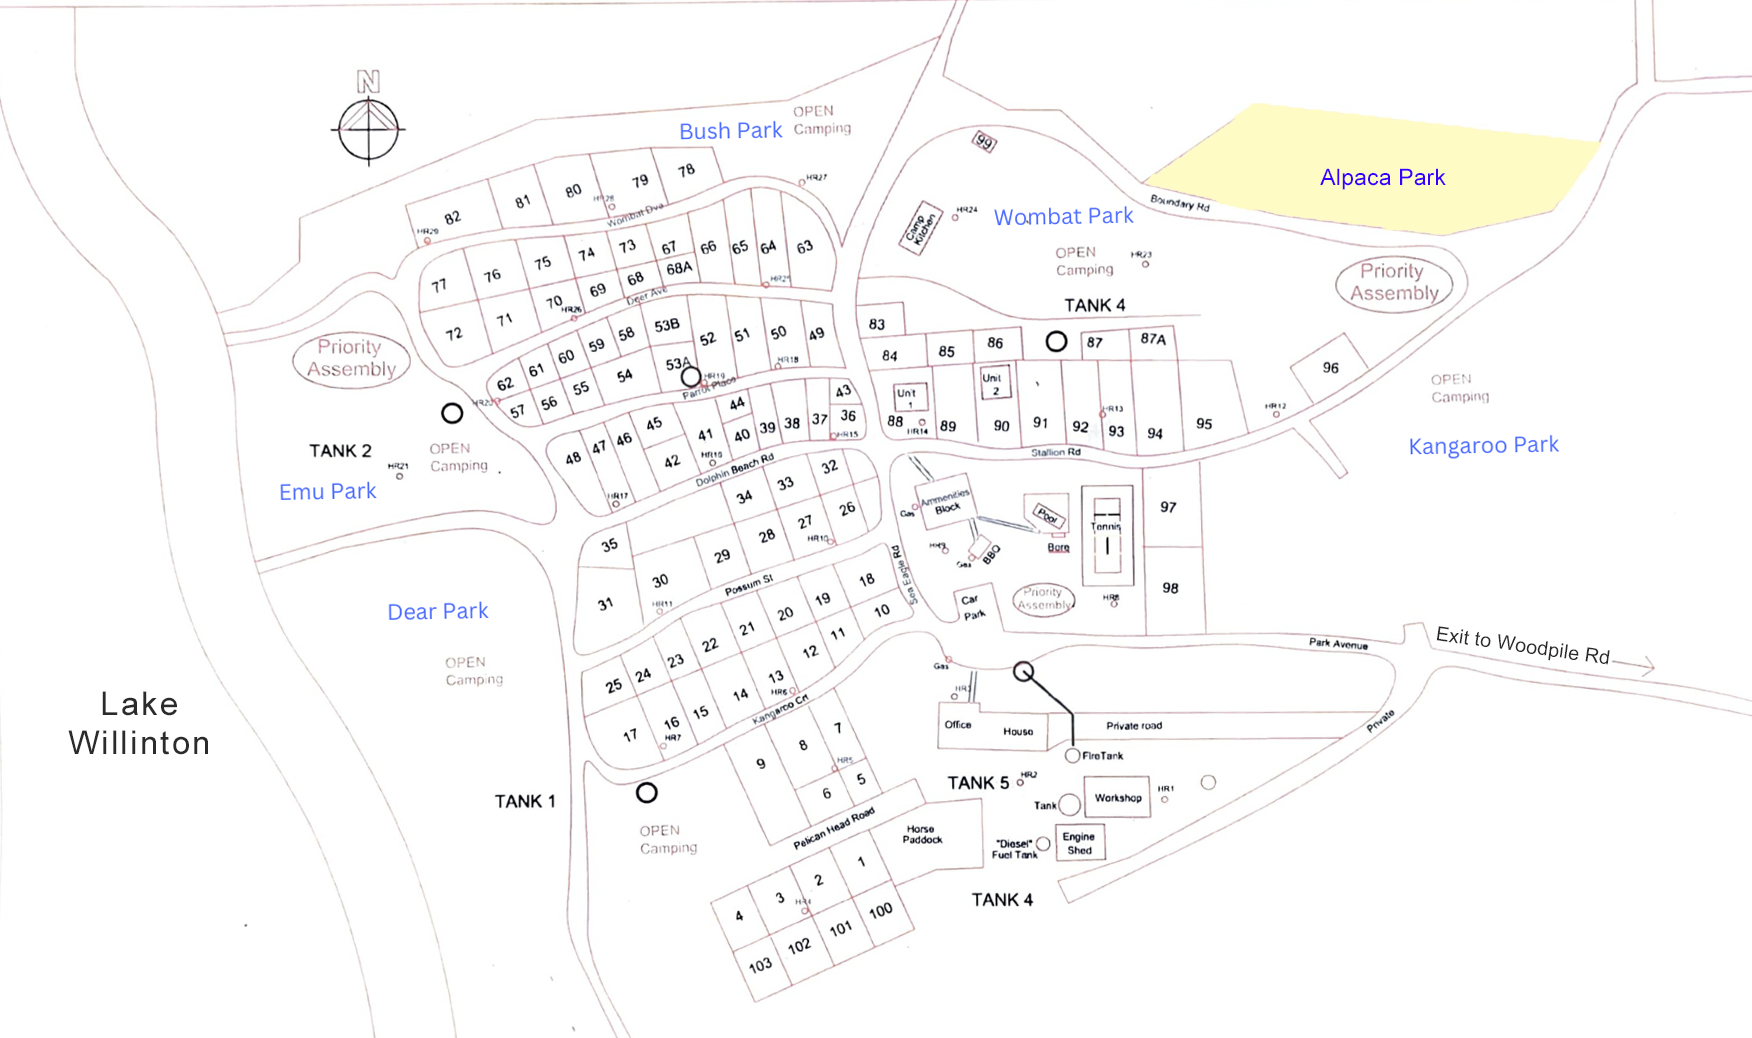 N
OPEN
Camping
Bush Park
99
Alpaca Park
Boundary Rd
HR27
78
79
80
81
82
HR28
HR29
Wombat Dve
Camp
Kitchen
HR24
Wombat Park
OPEN
Camping
HR23
Priority
Assembly
TANK 4
77
76
75
74
73
67
66
65
64
63
68A
68
69
70
71
72
HR25
HR26
Deer Ave
Priority
Assembly
62
61
60
59
58
53B
52
51
50
49
53A
54
55
56
57
HR18
HR19
HR20
Parrot Place
83
84
85
86
87
87A
Unit
1
Unit
2
88
89
90
91
92
93
94
95
96
HR14
HR13
HR12
OPEN
Camping
Kangaroo Park
TANK 2
OPEN
Camping
HR21
Emu Park
48
47
46
45
44
43
42
41
40
39
38
37
36
HR15
HR16
HR17
Dolphin Beach Rd
Stallion Rd
35
34
33
32
31
30
29
28
27
26
HR10
HR11
Possum St
Sea Eagle Rd
Ammenities
Block
Gas
HR9
Gas
BBQ
Pool
Bore
Tennis
97
98
HR8
Priority
Assembly
Car
Park
Dear Park
OPEN
Camping
25
24
23
22
21
20
19
18
17
16
15
14
13
12
11
10
HR6
HR7
Kangaroo Crt
Park Avenue
Exit to Woodpile Rd
Lake
Willinton
Gas
HR3
Office
House
Private road
Private
FireTank
TANK 5
HR2
Tank
Workshop
HR1
"Diesel"
Fuel Tank
Engine
Shed
TANK 4
TANK 1
OPEN
Camping
9
8
7
6
5
HR5
Pelican Head Road
Horse
Paddock
4
3
2
1
HR4
103
102
101
100